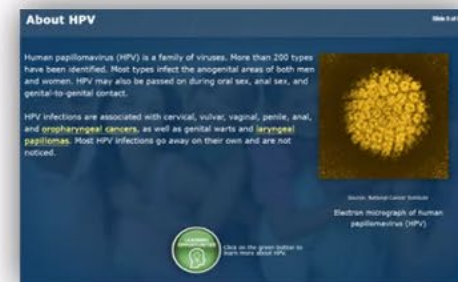 About HPV
Human papillomavirus (HPV) is a family of viruses. More than 200 types
have been identified. Most types infect the anogenital areas of both men
and women. HPV may also be passed on during oral sex, anal sex, and
genital-to-genital contact.
HPV infections are associated with cervical, vulvar, vaginal, penile, anal,
and oropharyngeal cancers, as well as genital warts and laryngeal
papillomas. Most HPV infections go away on their own and are not
noticed.
Source: National Cancer Institute
Electron micrograph of human
papillomavirus (HPV)
LEARNING
OPPORTUNITIES
Click on the green button to
learn more about HPV.